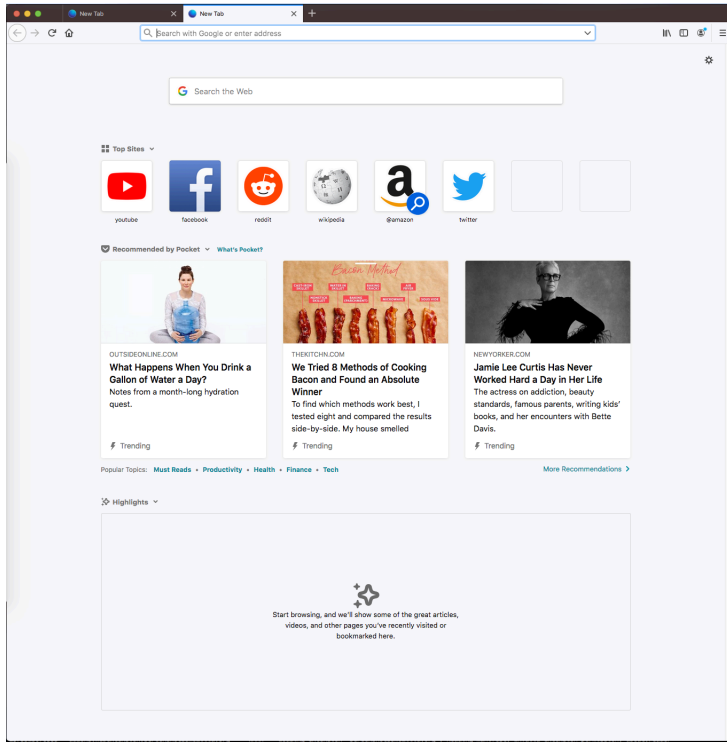 New Tab
New Tab
Search with Google or enter address
Search the Web
Top Sites
youtube
facebook
reddit
wikipedia
@amazon
twitter
Recommended by Pocket
What's Pocket?
Bacon Method
OUTSIDEONLINE.COM
What Happens When You Drink a
Gallon of Water a Day?
Notes from a month-long hydration
quest.
Trending
THEKITCHN.COM
We Tried 8 Methods of Cooking
Bacon and Found an Absolute
Winner
To find which methods work best, I
tested eight and compared the results
side-by-side. My house smelled
Trending
NEWYORKER.COM
Jamie Lee Curtis Has Never
Worked Hard a Day in Her Life
The actress on addiction, beauty
standards, famous parents, writing kids'
books, and her encounters with Bette
Davis.
Trending
Popular Topics: Must Reads • Productivity • Health • Finance • Tech
More Recommendations
Highlights
Start browsing, and we'll show some of the great articles,
videos, and other pages you've recently visited or
bookmarked here.